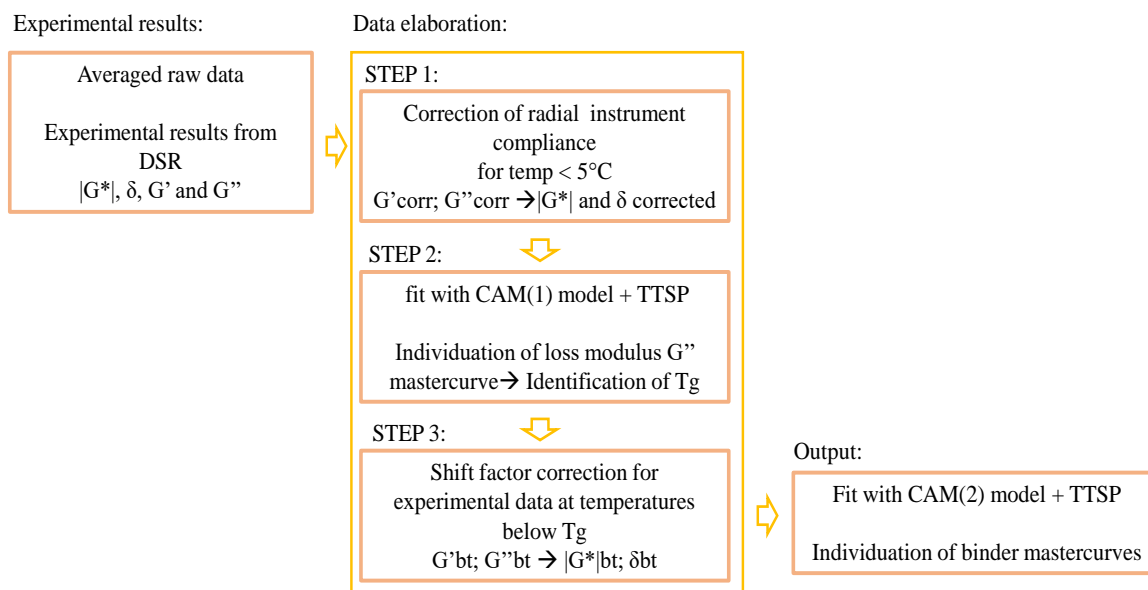 Experimental results:
Averaged raw data
Experimental results from
DSR
|G*|, δ, G’ and G”
Data elaboration:
STEP 1:
Correction of radial instrument
compliance
for temp < 5°C
G’corr; G”corr →|G*| and δ corrected
STEP 2:
fit with CAM(1) model + TTSP
Individuation of loss modulus G”
mastercurve→ Identification of Tg
STEP 3:
Shift factor correction for
experimental data at temperatures
below Tg
G’bt; G”bt → |G*|bt; δbt
Output:
Fit with CAM(2) model + TTSP
Individuation of binder mastercurves